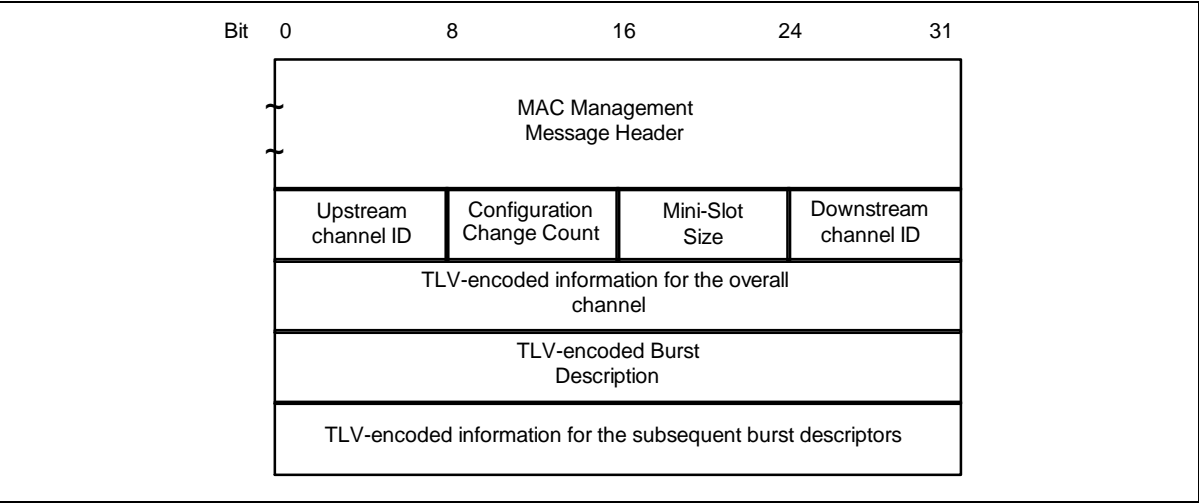 Bit 0 8 16 24 31
MAC Management
Message Header
Upstream
channel ID
Configuration
Change Count
Mini-Slot
Size
Downstream
channel ID
TLV-encoded information for the overall
channel
TLV-encoded Burst
Description
TLV-encoded information for the subsequent burst descriptors